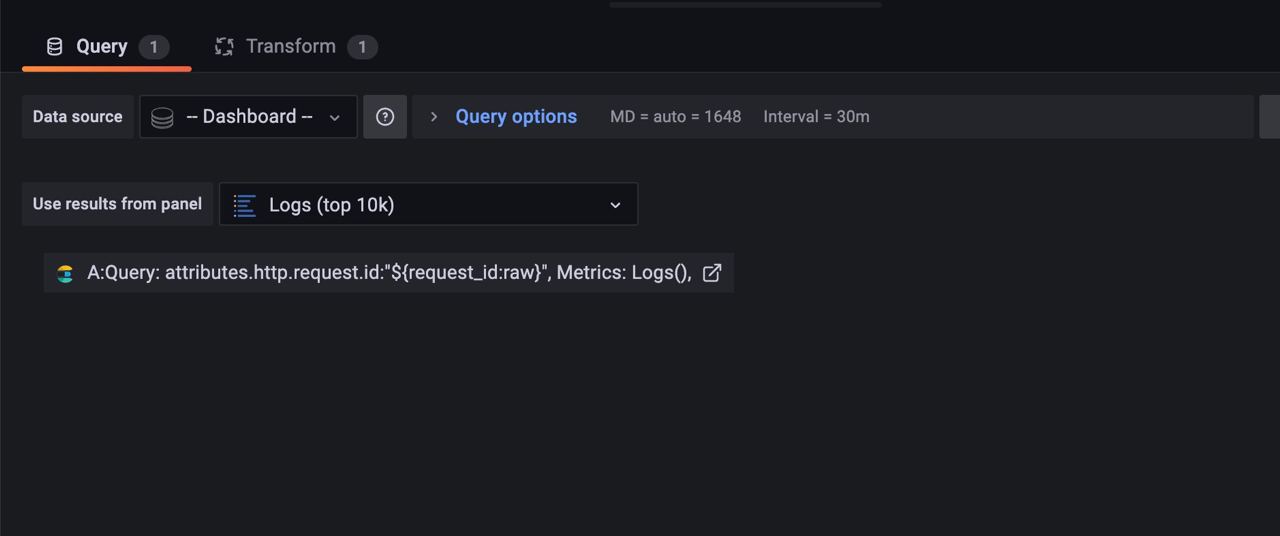 Query 1 Transform 1
Data source -- Dashboard -- Query options MD = auto = 1648 Interval = 30m
Use results from panel Logs (top 10k)
A:Query: attributes.http.request.id:"${request_id:raw}", Metrics: Logs(),